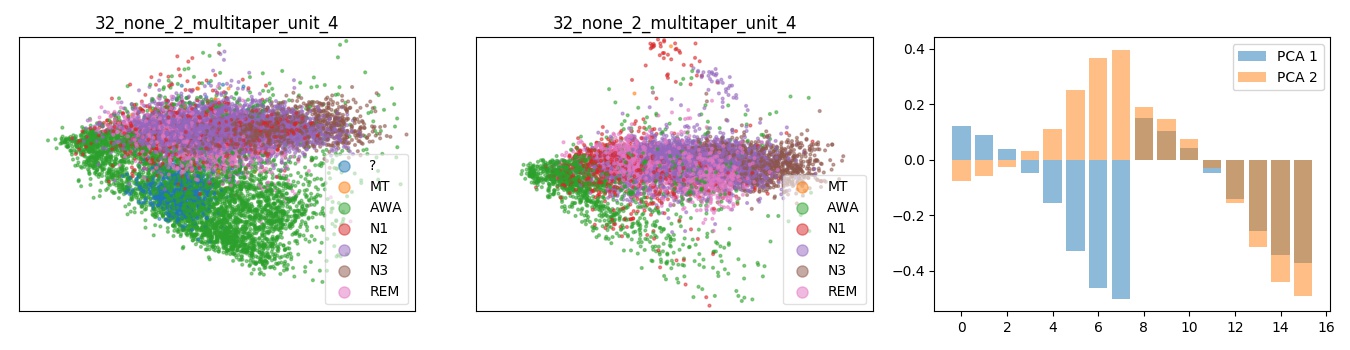 32_none_2_multitaper_unit_4
?
MT
AWA
N1
N2
N3
REM
32_none_2_multitaper_unit_4
MT
AWA
N1
N2
N3
REM
PCA 1
PCA 2
0.4
0.2
0.0
−0.2
−0.4
0 2 4 6 8 10 12 14 16